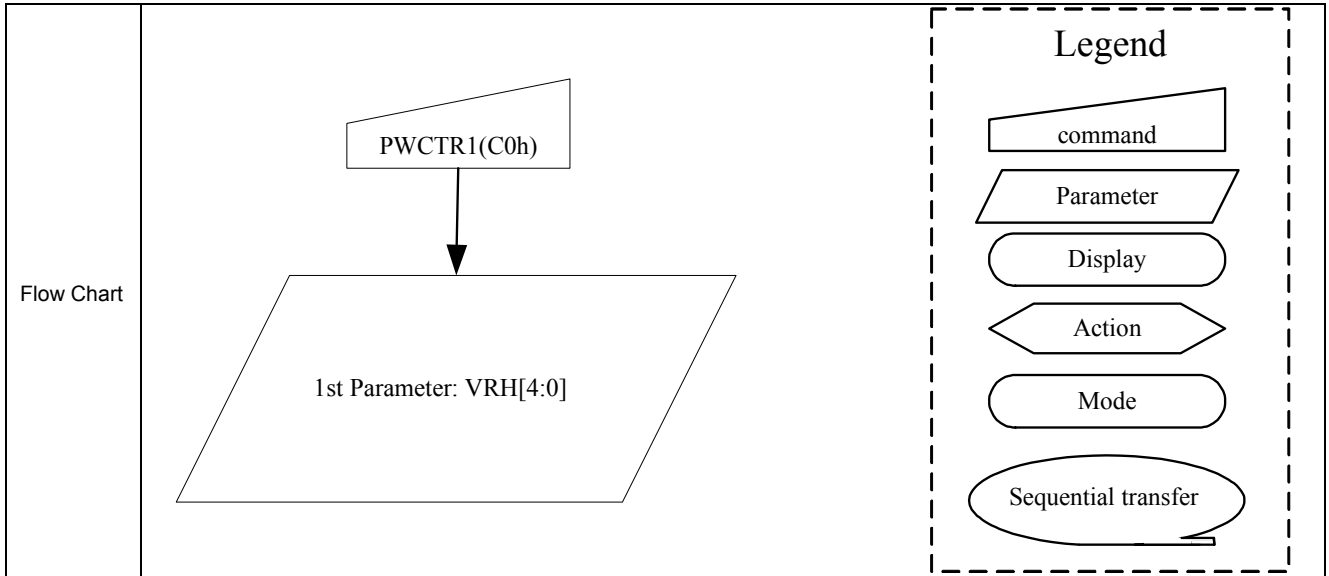 Flow Chart
PWCTR1(C0h)
1st Parameter: VRH[4:0]
Legend
command
Parameter
Display
Action
Mode
Sequential transfer